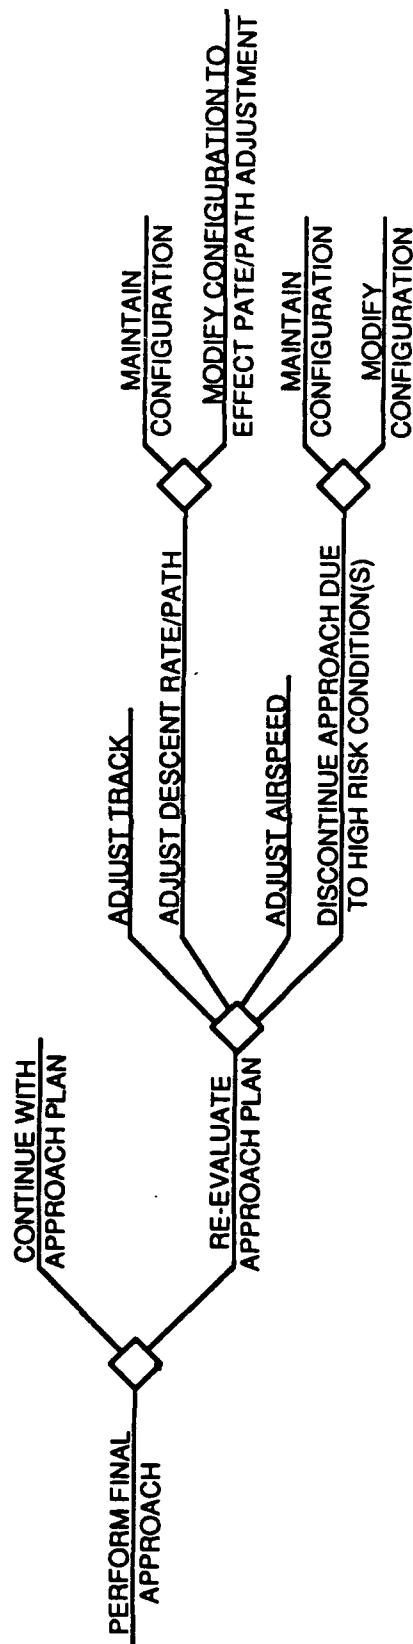 PERFORM FINAL
APPROACH
CONTINUE WITH
APPROACH PLAN
RE-EVALUATE
APPROACH PLAN
ADJUST TRACK
ADJUST DESCENT RATE/PATH
ADJUST AIRSPEED
DISCONTINUE APPROACH DUE
TO HIGH RISK CONDITION(S)
MAINTAIN
CONFIGURATION
MODIFY CONFIGURATION TO
EFFECT PATE/PATH ADJUSTMENT
MAINTAIN
CONFIGURATION
MODIFY
CONFIGURATION